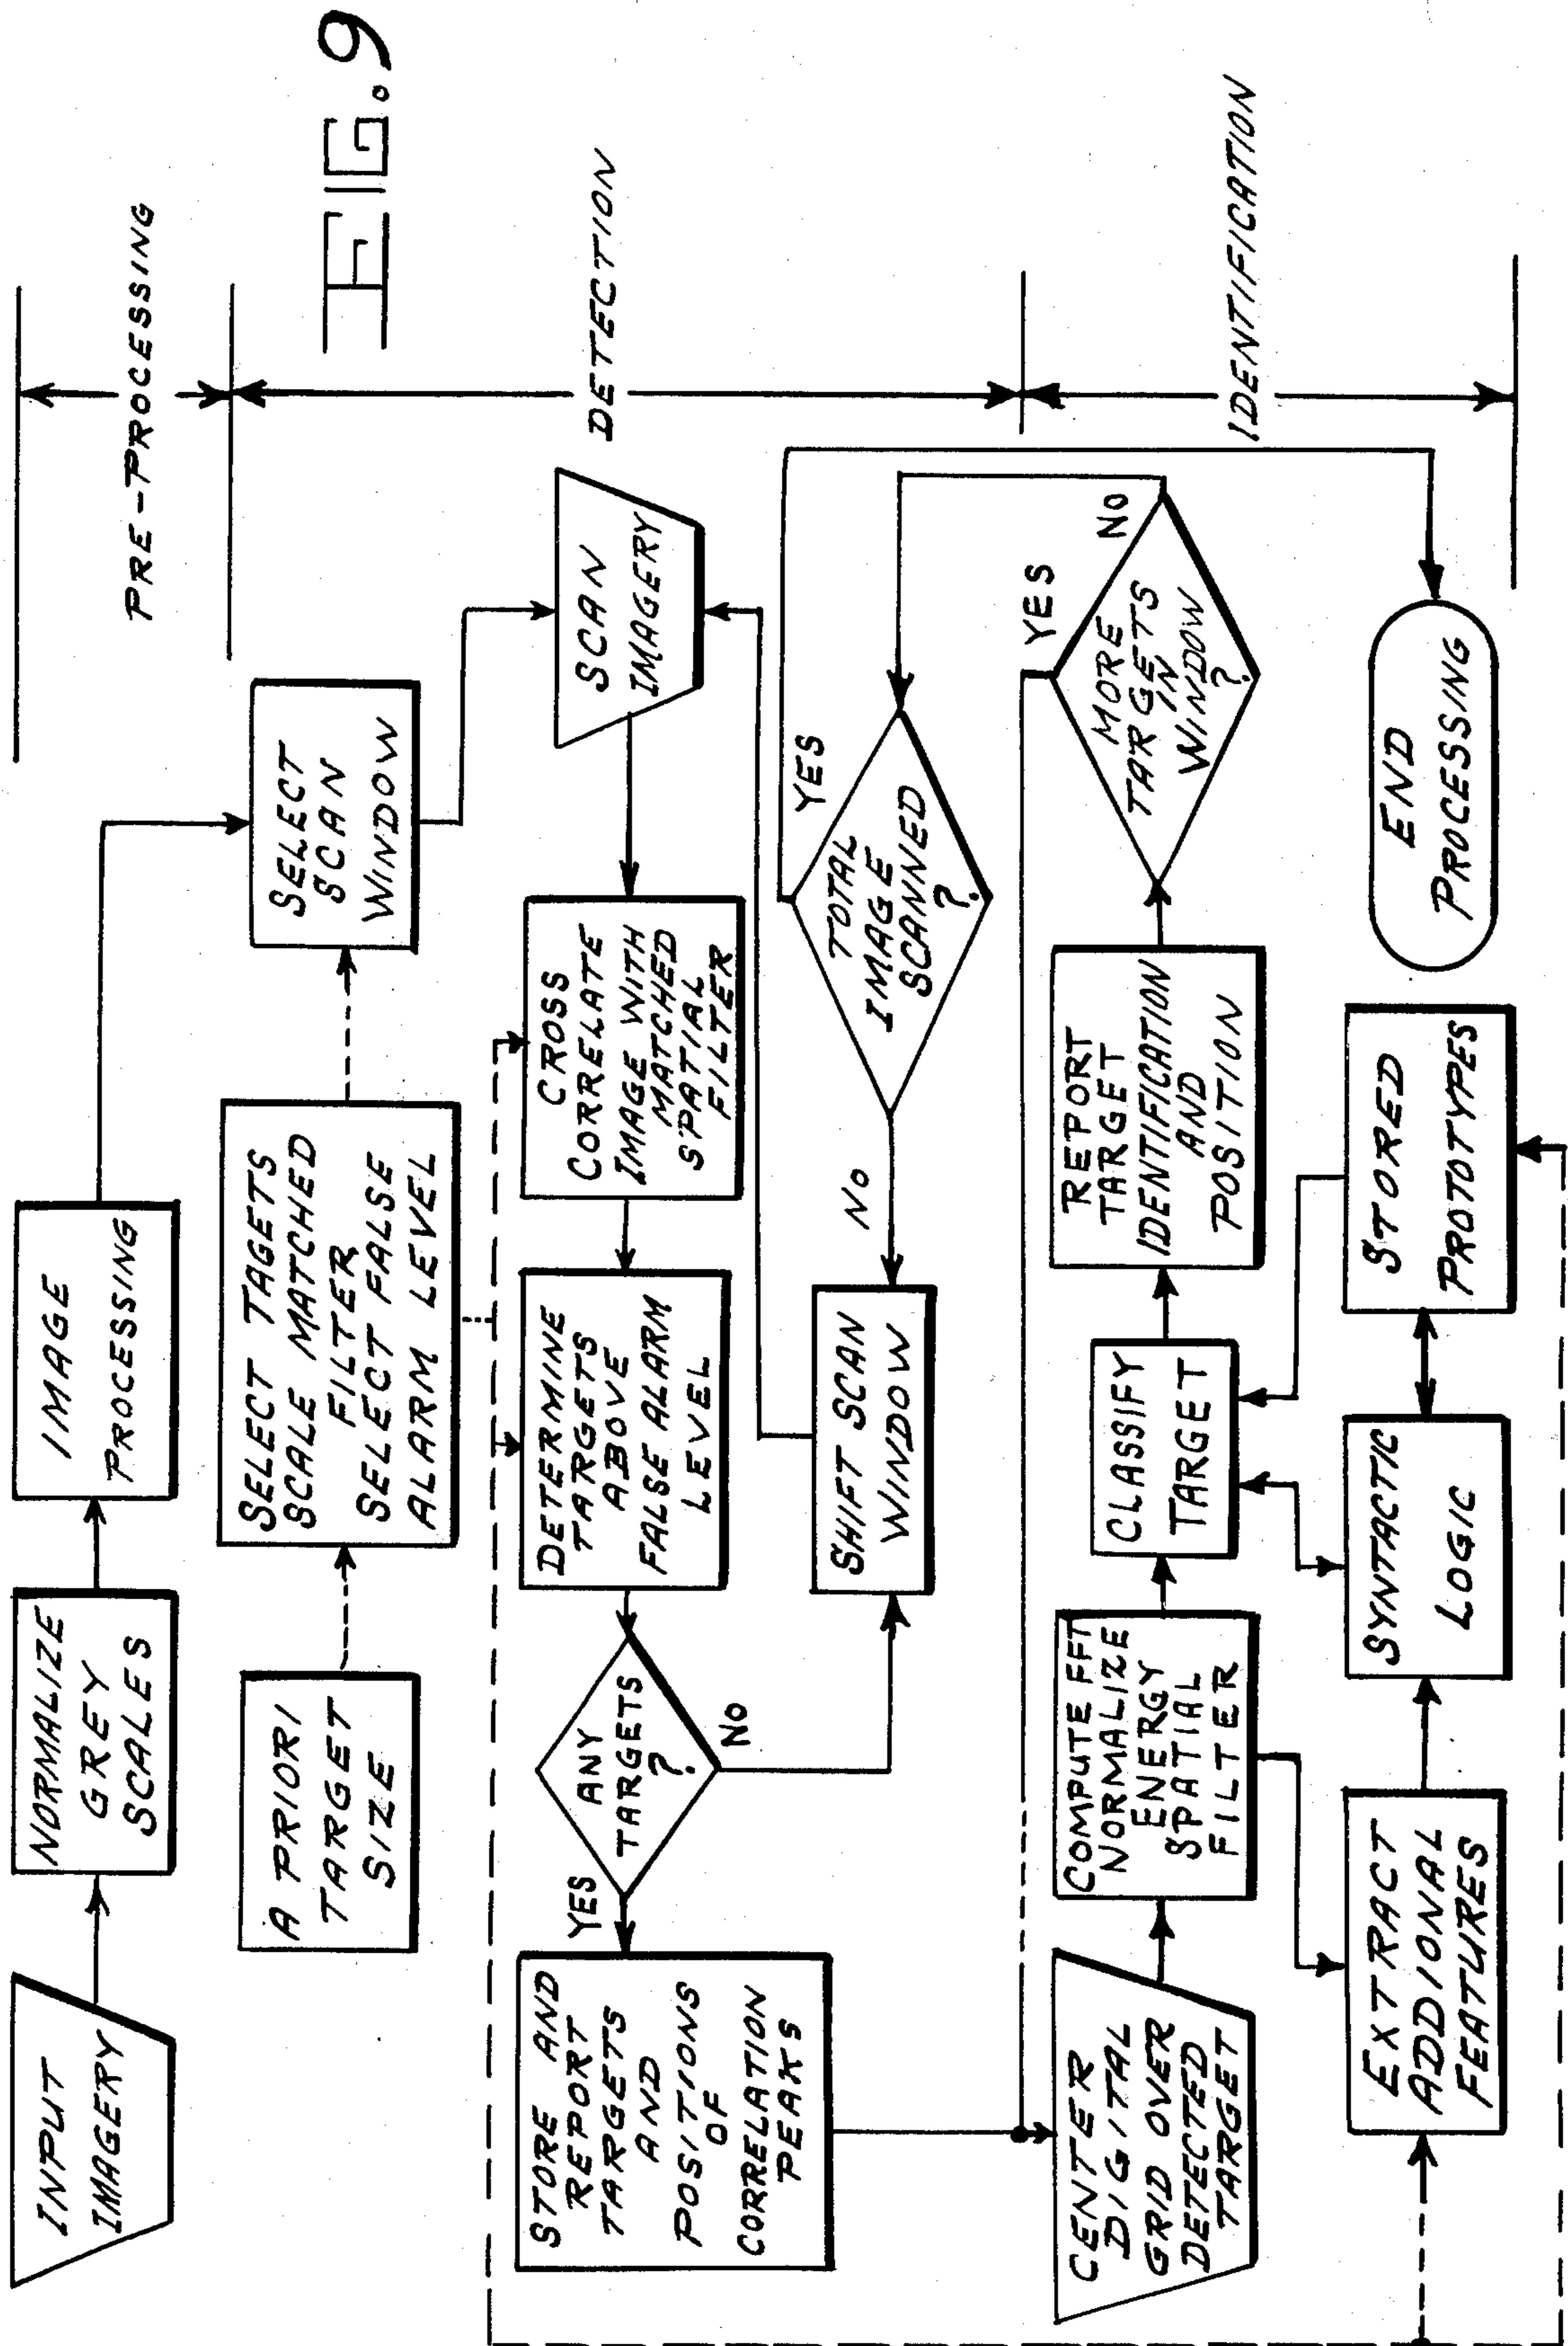 FIG. 9
PRE-PROCESSING
INPUT
IMAGERY
NORMALIZE
GREY
SCALES
IMAGE
PROCESSING
A PRIORI
TARGET
SIZE
SELECT TAGETS
SCALE MATCHED
FILTER
SELECT FALSE
ALARM LEVEL
SELECT
SCAN
WINDOW
DETECTION
STORE AND
REPORT
TARGETS
AND
POSITIONS
OF
CORRELATION
PEAKS
YES
ANY
TARGETS
?
NO
DETERMINE
TARGETS
ABOVE
FALSE ALARM
LEVEL
CROSS
CORRELATE
IMAGE WITH
MATCHED
SPATIAL
FILTER
SCAN
IMAGERY
SHIFT SCAN
WINDOW
NO
TOTAL
IMAGE
SCANNED
?
YES
IDENTIFICATION
CENTER
DIGITAL
GRID OVER
DETECTED
TARGET
COMPUTE FFT
NORMALIZE
ENERGY
SPATIAL
FILTER
CLASSIFY
TARGET
REPORT
TARGET
IDENTIFICATION
AND
POSITION
MORE
TARGETS
IN
WINDOW
?
YES
NO
EXTRACT
ADDIONAL
FEATURES
SYNTACTIC
LOGIC
STORED
PROTOTYPES
END
PROCESSING